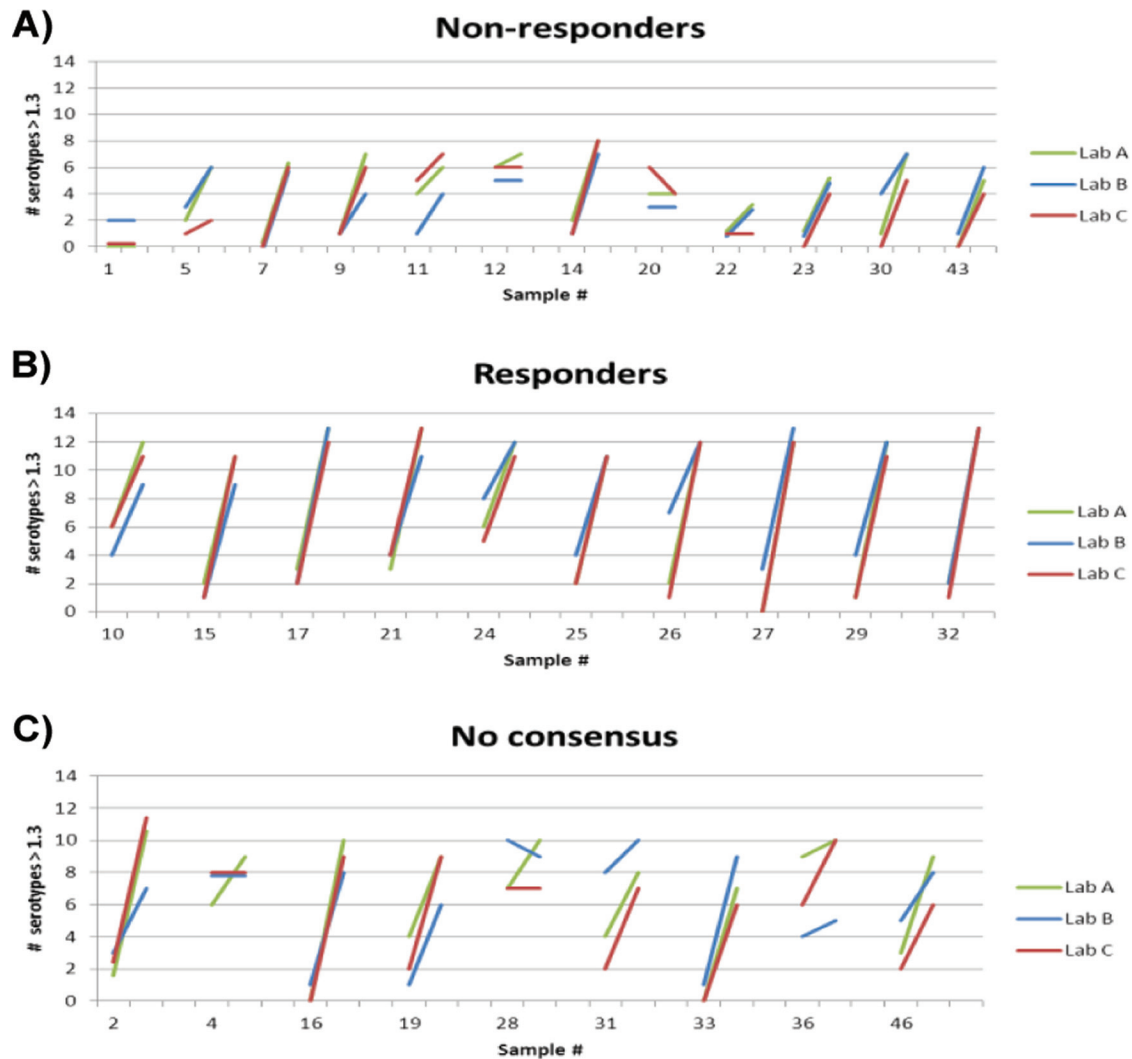 A)
Non-responders
# serotypes > 1.3
14
12
10
8
6
4
2
0
1 5 7 9 11 12 14 20 22 23 30 43
Sample #
Lab A
Lab B
Lab C
B)
Responders
# serotypes > 1.3
14
12
10
8
6
4
2
0
10 15 17 21 24 25 26 27 29 32
Sample #
Lab A
Lab B
Lab C
C)
No consensus
# serotypes > 1.3
14
12
10
8
6
4
2
0
2 4 16 19 28 31 33 36 46
Sample #
Lab A
Lab B
Lab C